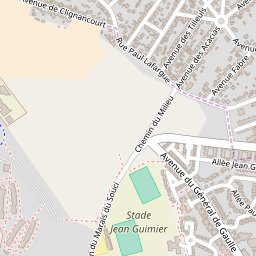 Avenue de Clignancourt
Rue Paul Lafargue
Avenue des Tilleuls
Avenue des Acacias
Avenue Fabre
Chemin du Milieu
Allée Jean
Avenue du Général de Gaulle
Allée
du Marais du Souci
Stade
Jean Guimier